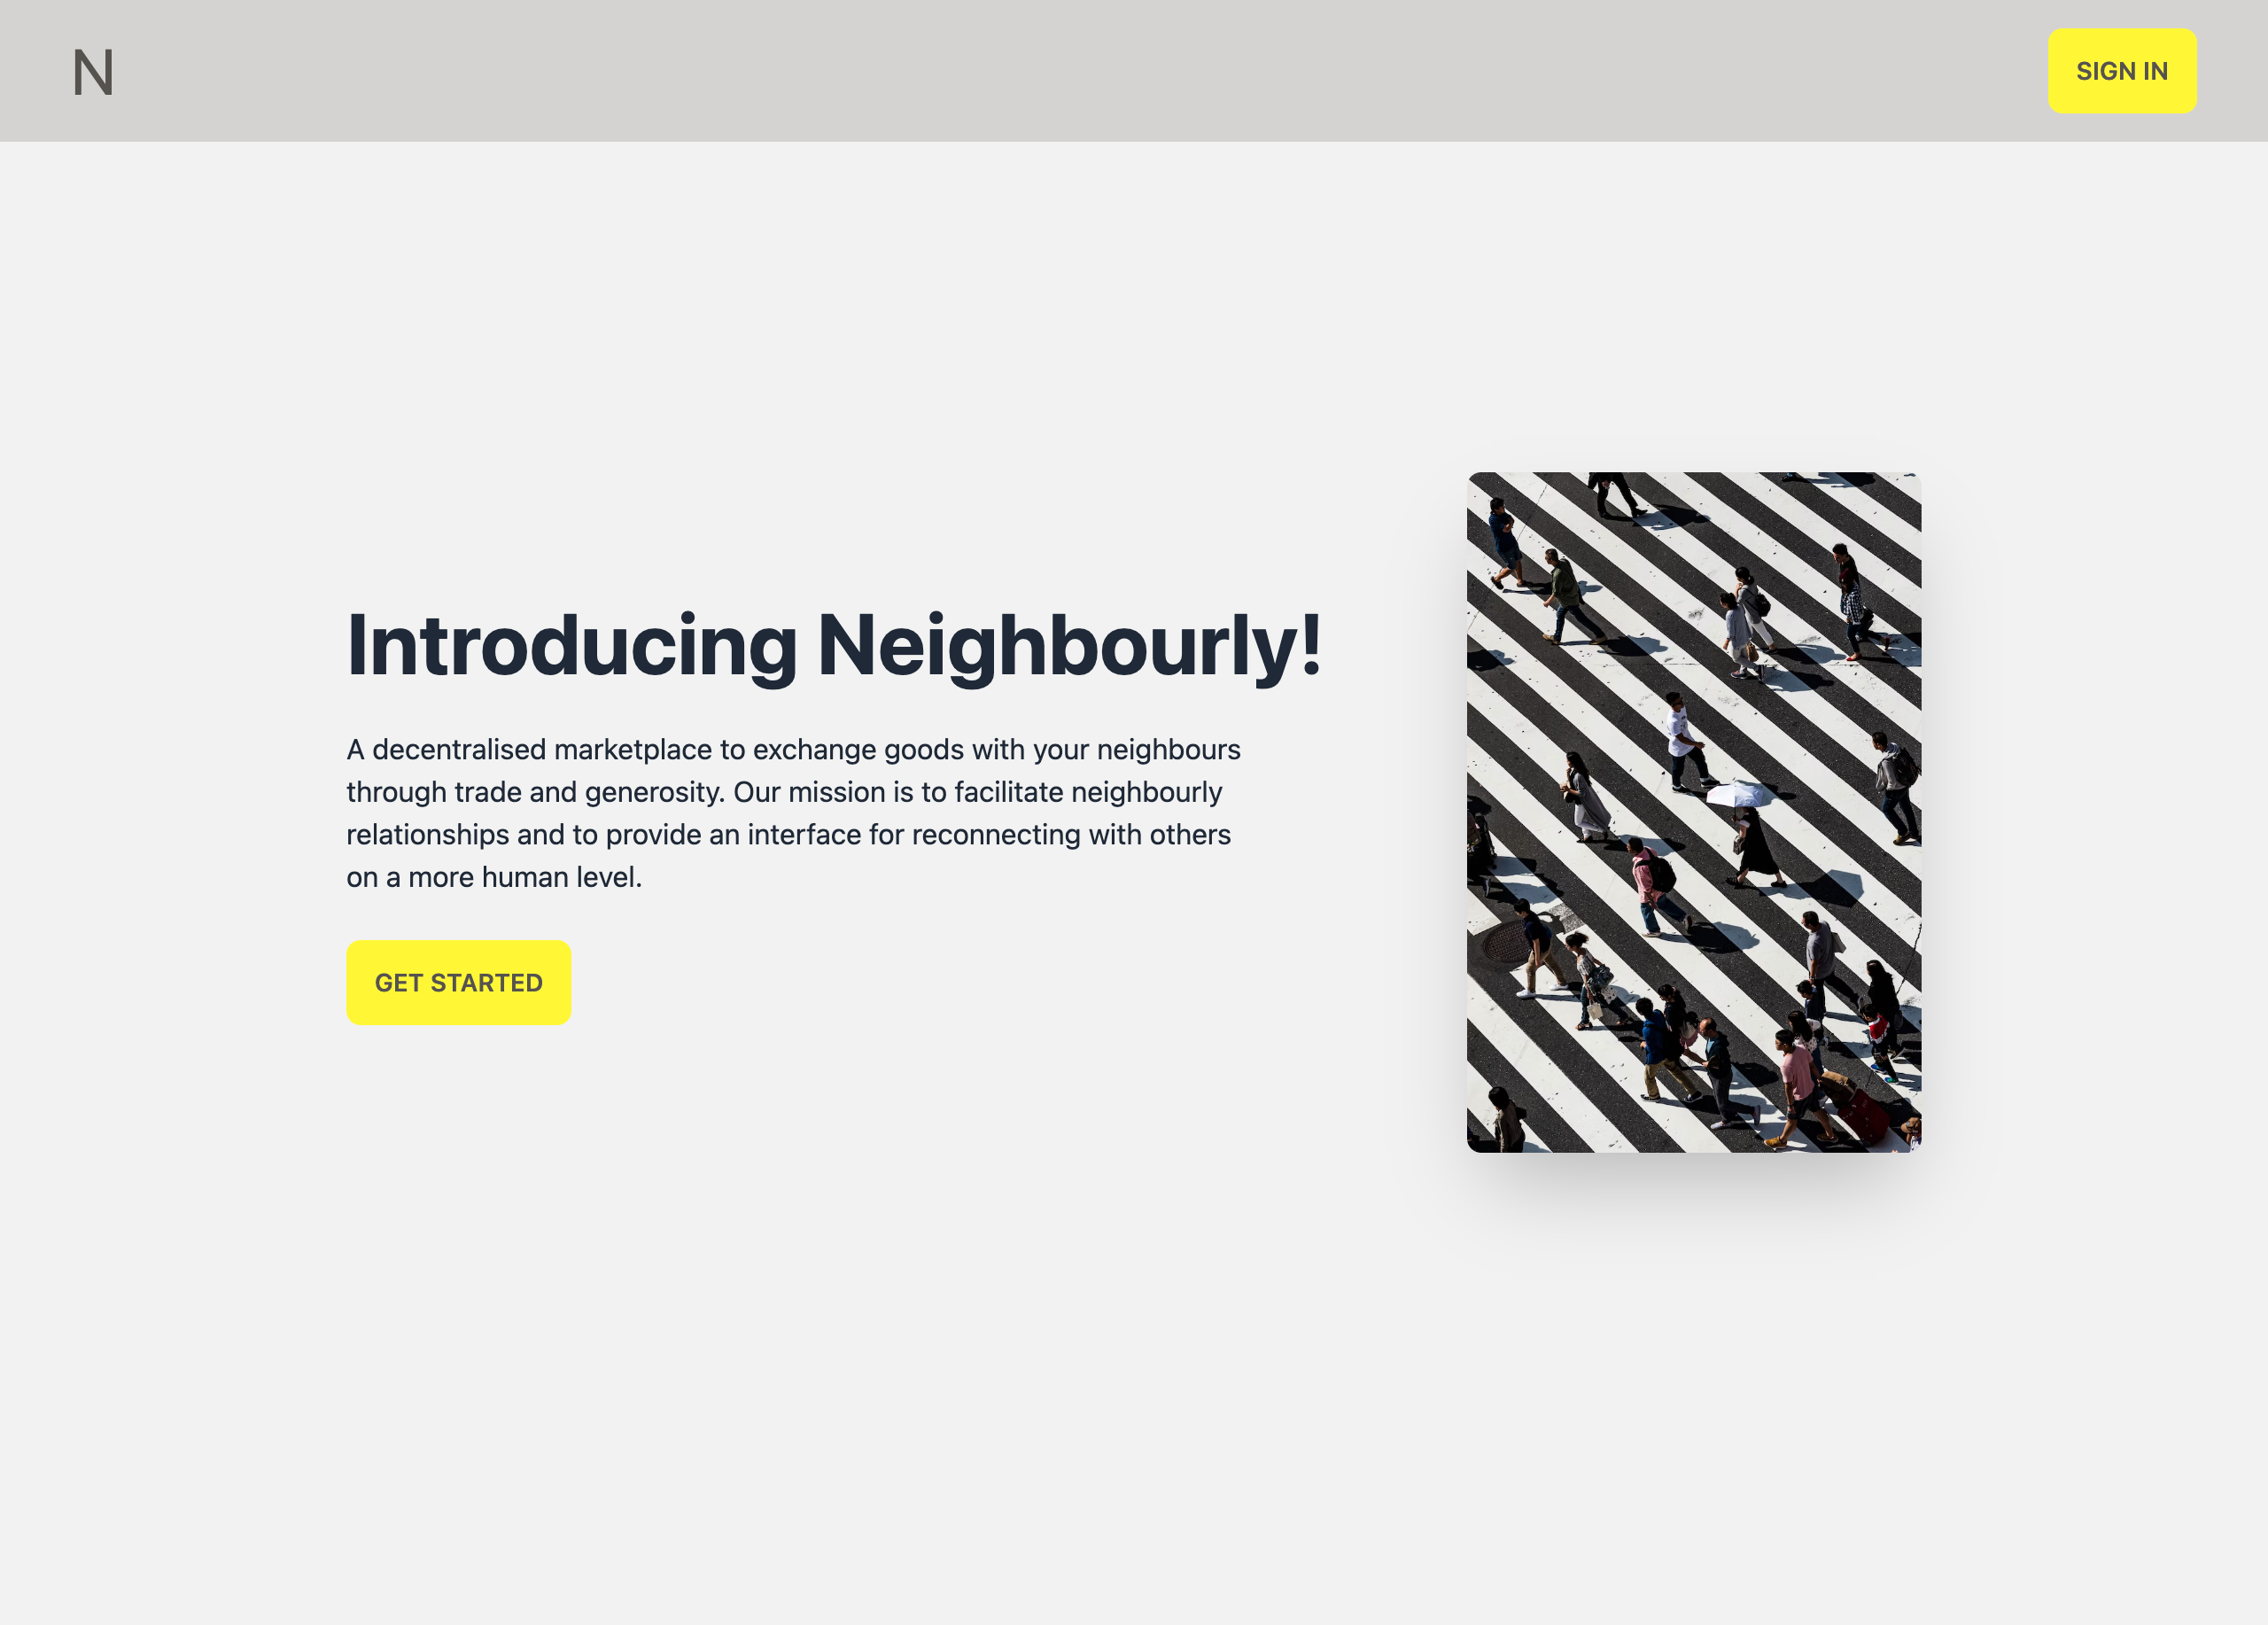 N
SIGN IN
Introducing Neighbourly!
A decentralised marketplace to exchange goods with your neighbours
through trade and generosity. Our mission is to facilitate neighbourly
relationships and to provide an interface for reconnecting with others
on a more human level.
GET STARTED